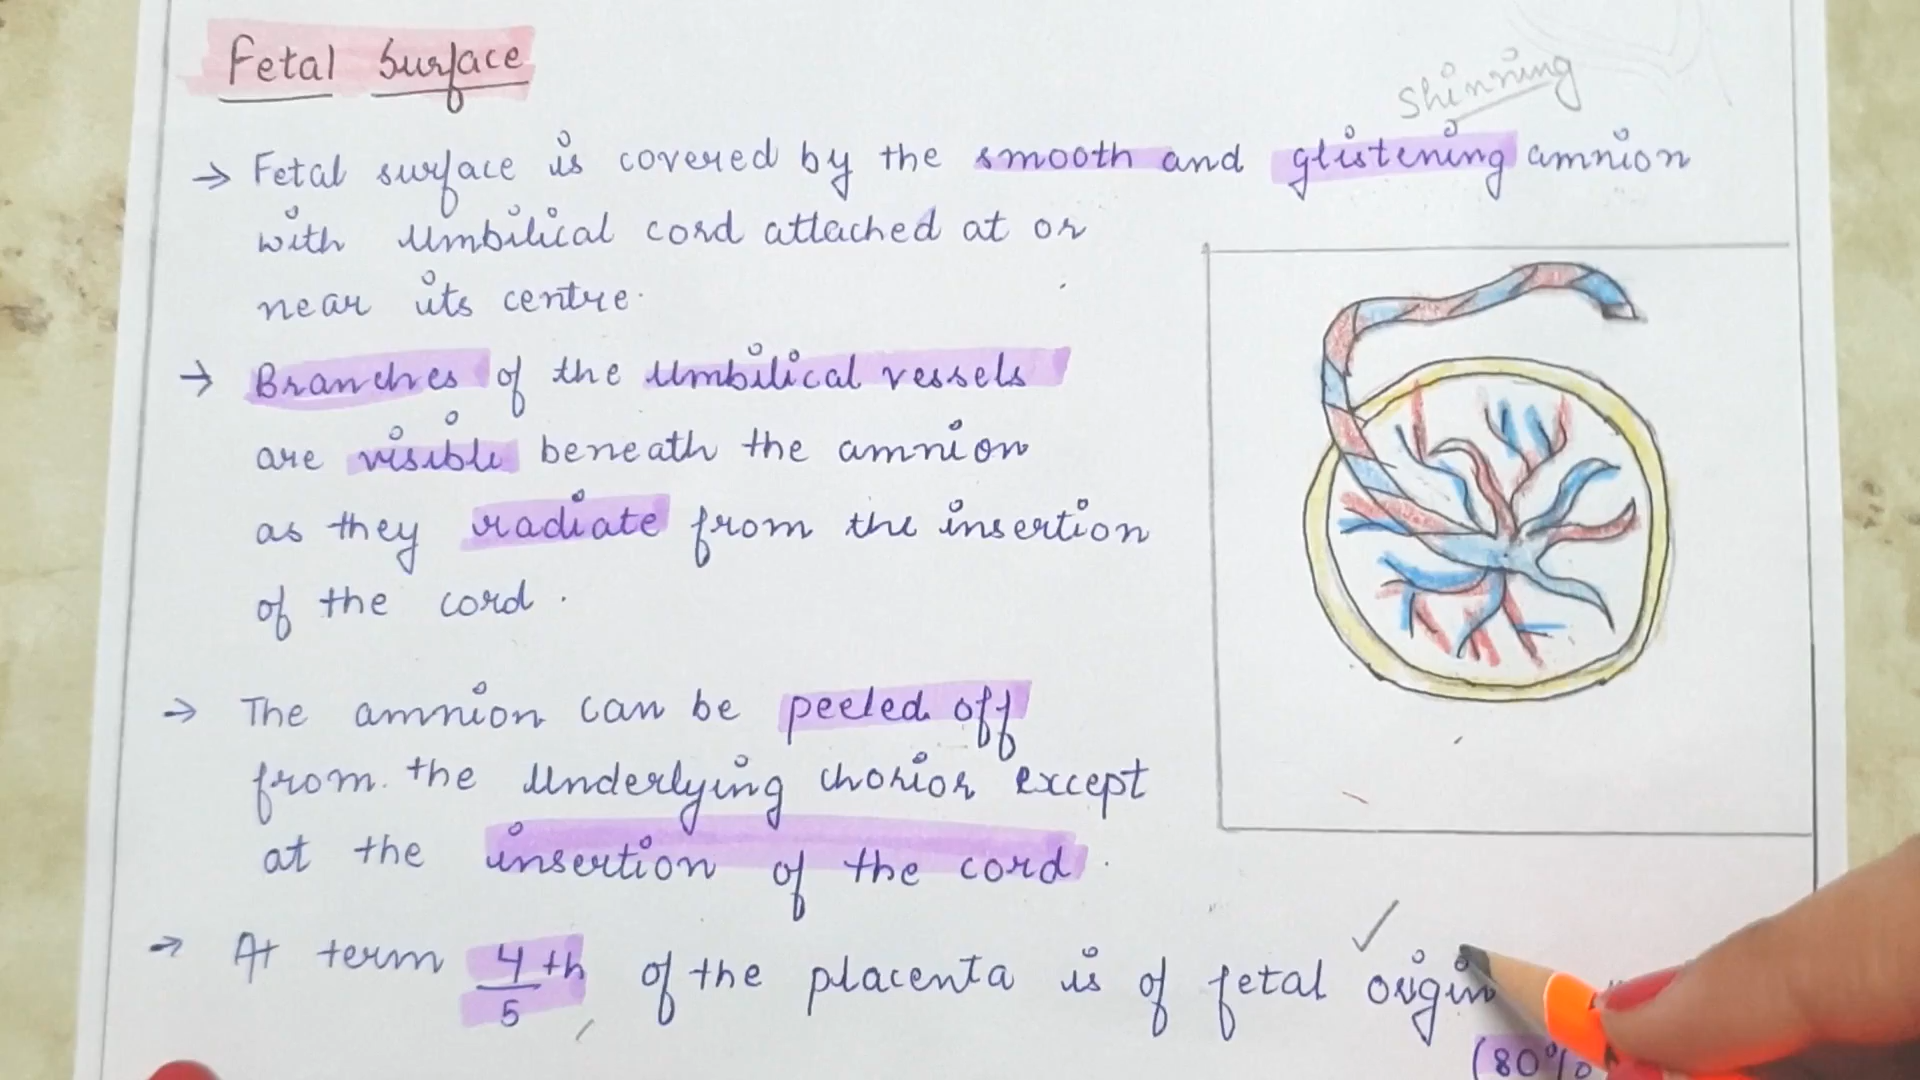 Fetal Surface
Shinning
→ Fetal surface is covered by the smooth and glistening amnion
with umbilical cord attached at or
near its centre.
→ Branches of the umbilical vessels
are visible beneath the amnion
as they radiate from the insertion
of the cord.
→ The amnion can be peeled off
from the underlying chorion except
at the insertion of the cord.
→ At term 4/5 th of the placenta is of fetal origin
(80%